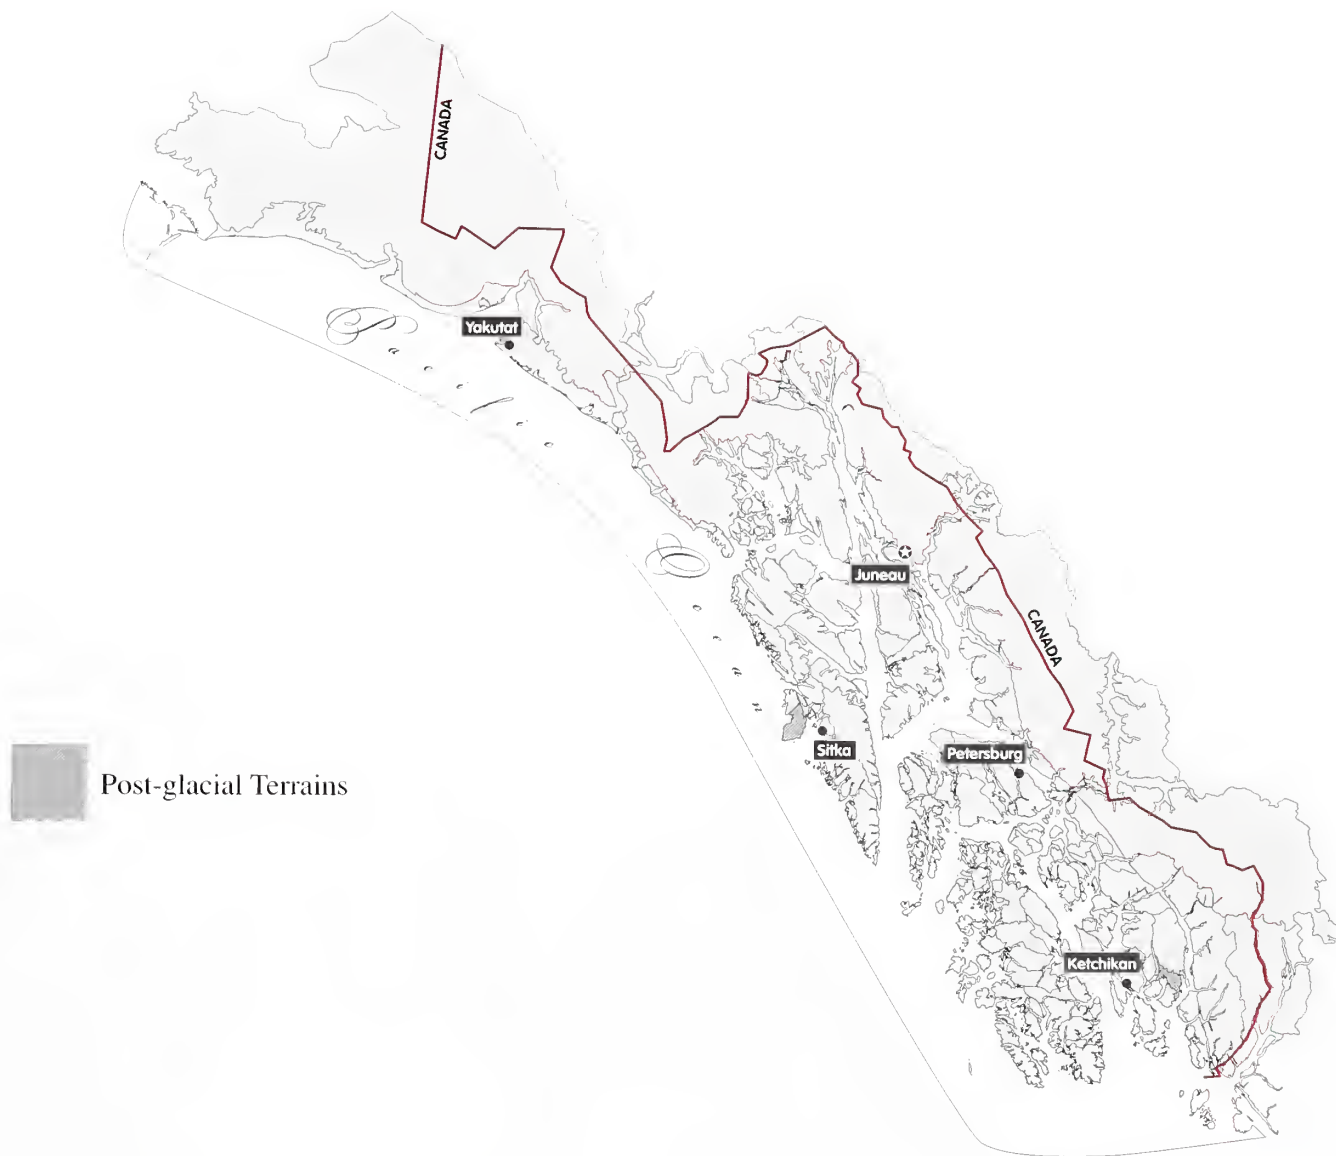 CANADA
Yakutat
Pacific
Juneau
Ocean
CANADA
Sitka
Petersburg
Post-glacial Terrains
Ketchikan